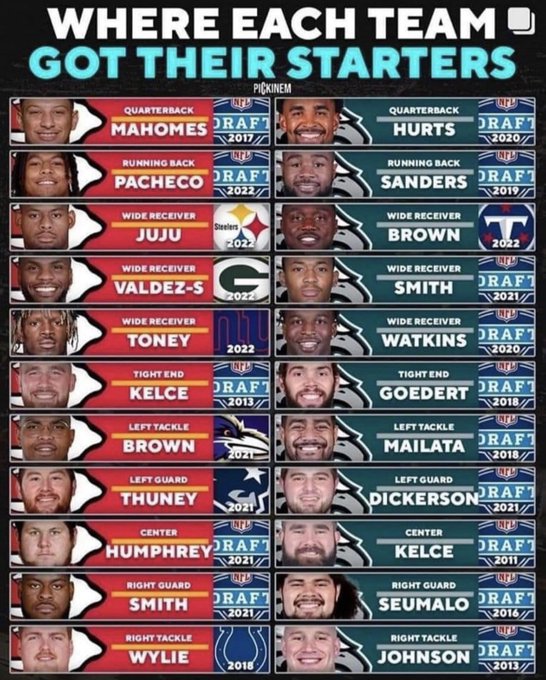 WHERE EACH TEAM
GOT THEIR STARTERS
PICKINEM
QUARTERBACK
MAHOMES
NFL
DRAFT
2017
QUARTERBACK
HURTS
NFL
DRAFT
2020
RUNNING BACK
PACHECO
NFL
DRAFT
2022
RUNNING BACK
SANDERS
NFL
DRAFT
2019
WIDE RECEIVER
JUJU
Steelers
2022
WIDE RECEIVER
BROWN
T
2022
WIDE RECEIVER
VALDEZ-S
G
2022
WIDE RECEIVER
SMITH
NFL
DRAFT
2021
WIDE RECEIVER
TONEY
ny
2022
WIDE RECEIVER
WATKINS
NFL
DRAFT
2020
TIGHT END
KELCE
NFL
DRAFT
2013
TIGHT END
GOEDERT
NFL
DRAFT
2018
LEFT TACKLE
BROWN
2021
LEFT TACKLE
MAILATA
NFL
DRAFT
2018
LEFT GUARD
THUNEY
2021
LEFT GUARD
DICKERSON
NFL
DRAFT
2021
CENTER
HUMPHREY
NFL
DRAFT
2021
CENTER
KELCE
NFL
DRAFT
2011
RIGHT GUARD
SMITH
NFL
DRAFT
2021
RIGHT GUARD
SEUMALO
NFL
DRAFT
2016
RIGHT TACKLE
WYLIE
2018
RIGHT TACKLE
JOHNSON
NFL
DRAFT
2013